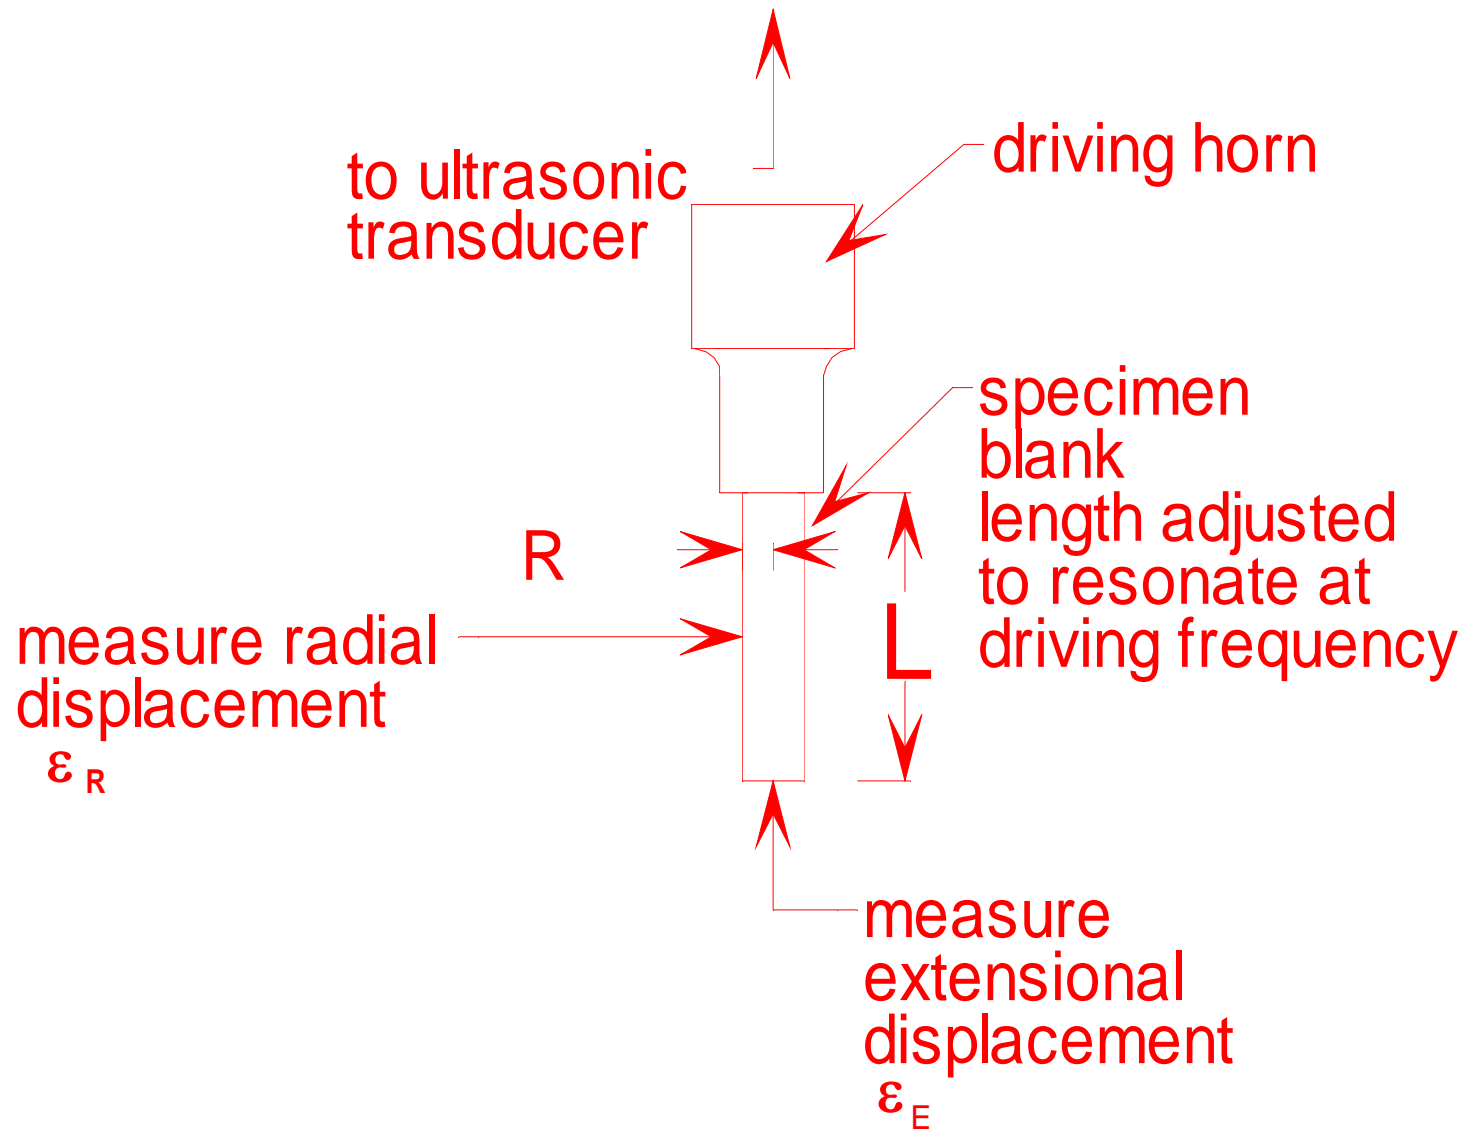 to ultrasonic
transducer
driving horn
specimen
blank
length adjusted
to resonate at
driving frequency
R
L
measure radial
displacement
ε R
measure
extensional
displacement
ε E